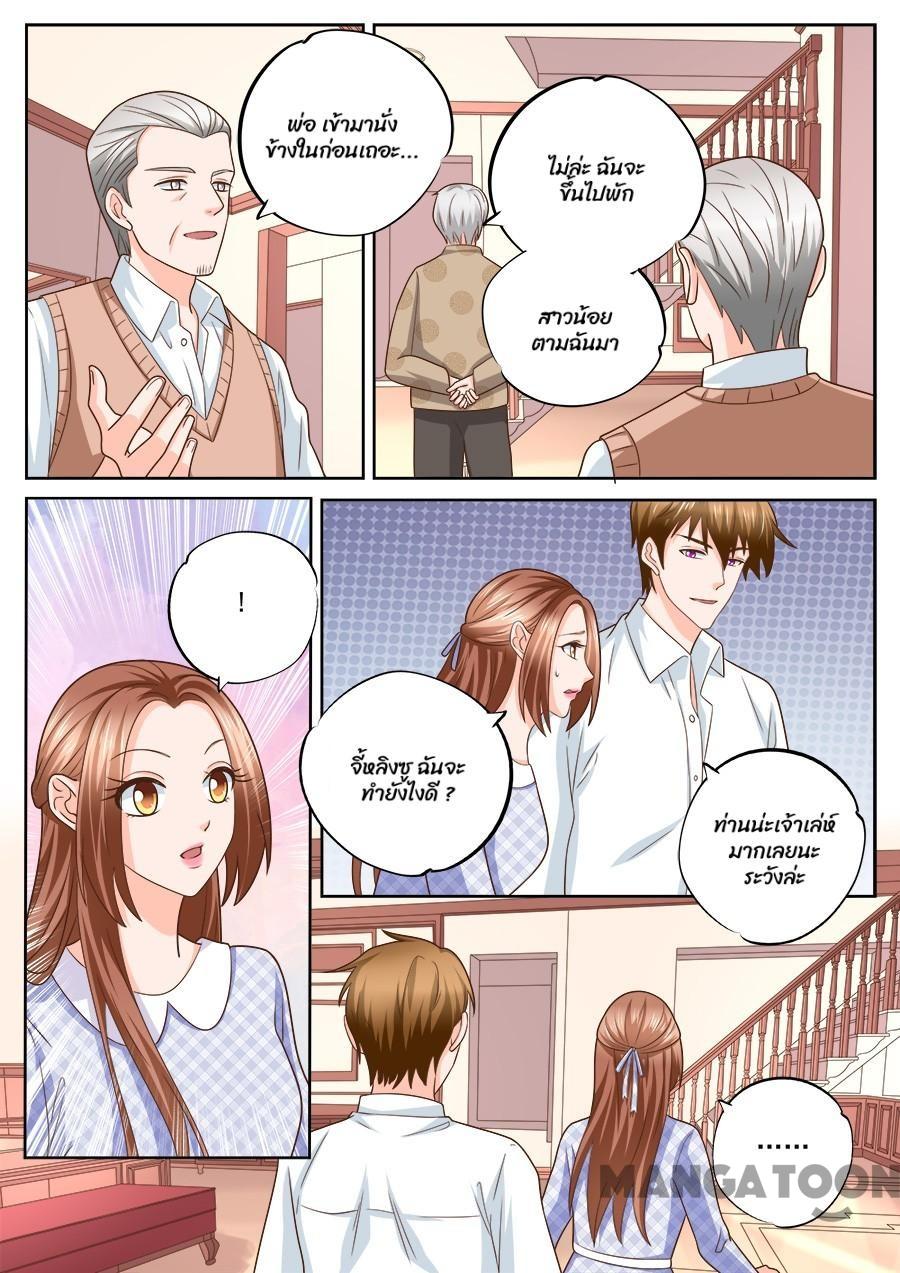 พ่อ เข้ามานั่ง
ข้างในก่อนเถอะ...
ไม่ล่ะ ฉันจะ
ขึ้นไปพัก
สาวน้อย
ตามฉันมา
!
จี้หลิงซู ฉันจะ
ทำยังไงดี ?
ท่านน่ะเจ้าเล่ห์
มากเลยนะ
ระวังล่ะ
......
MANGATOON